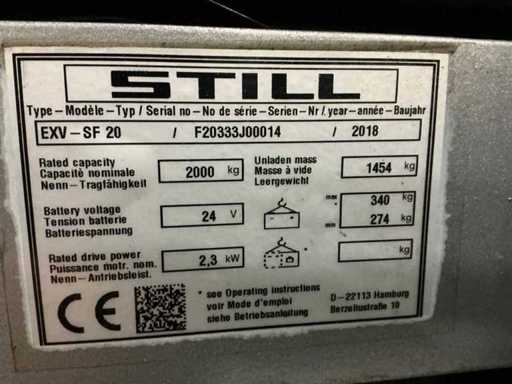 STILL
Type – Modèle – Typ / Serial no – No de série – Serien – Nr / year – année – Baujahr
EXV – SF 20 / F20333J00014 / 2018
Rated capacity
Capacité nominale
Nenn – Tragfähigkeit
2000 kg
Unladen mass
Masse à vide
Leergewicht
1454 kg
Battery voltage
Tension batterie
Batteriespannung
24 V
max 340 kg
min 274 kg
Rated drive power
Puissance motr. nom.
Nenn – Antriebsleist.
2,3 kW
kg
CE
* see Operating instructions
voir Mode d'emploi
siehe Betriebsanleitung
D – 22113 Hamburg
Berzeliusstraße 10